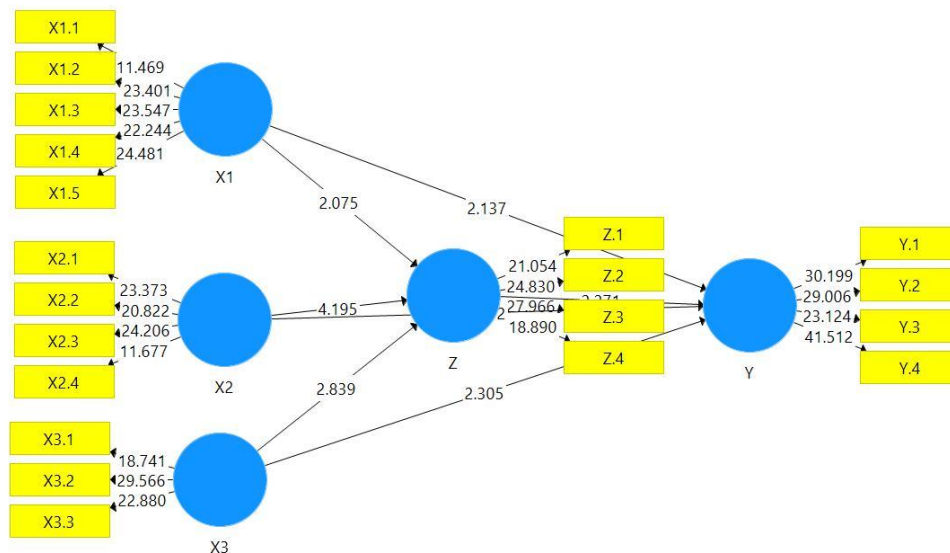 X1.1
X1.2
X1.3
X1.4
X1.5
11.469
23.401
23.547
22.244
24.481
X1
2.075
2.137
X2.1
X2.2
X2.3
X2.4
23.373
20.822
24.206
11.677
X2
4.195
Z
21.054
24.830
27.966
18.890
Z.1
Z.2
Z.3
Z.4
X3.1
X3.2
X3.3
18.741
29.566
22.880
X3
2.839
2.305
Y
30.199
29.006
23.124
41.512
Y.1
Y.2
Y.3
Y.4